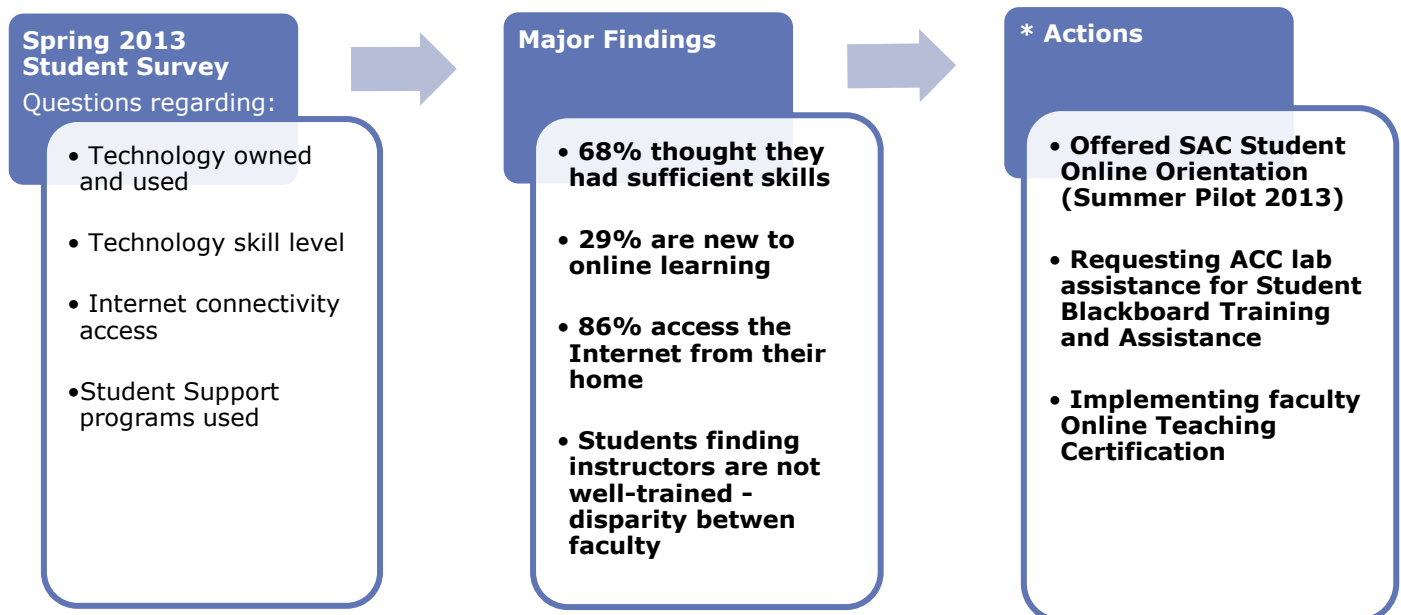 Spring 2013
Student Survey
Questions regarding:
• Technology owned
and used
• Technology skill level
• Internet connectivity
access
•Student Support
programs used
Major Findings
• 68% thought they
had sufficient skills
• 29% are new to
online learning
• 86% access the
Internet from their
home
• Students finding
instructors are not
well-trained -
disparity betwen
faculty
* Actions
• Offered SAC Student
Online Orientation
(Summer Pilot 2013)
• Requesting ACC lab
assistance for Student
Blackboard Training
and Assistance
• Implementing faculty
Online Teaching
Certification